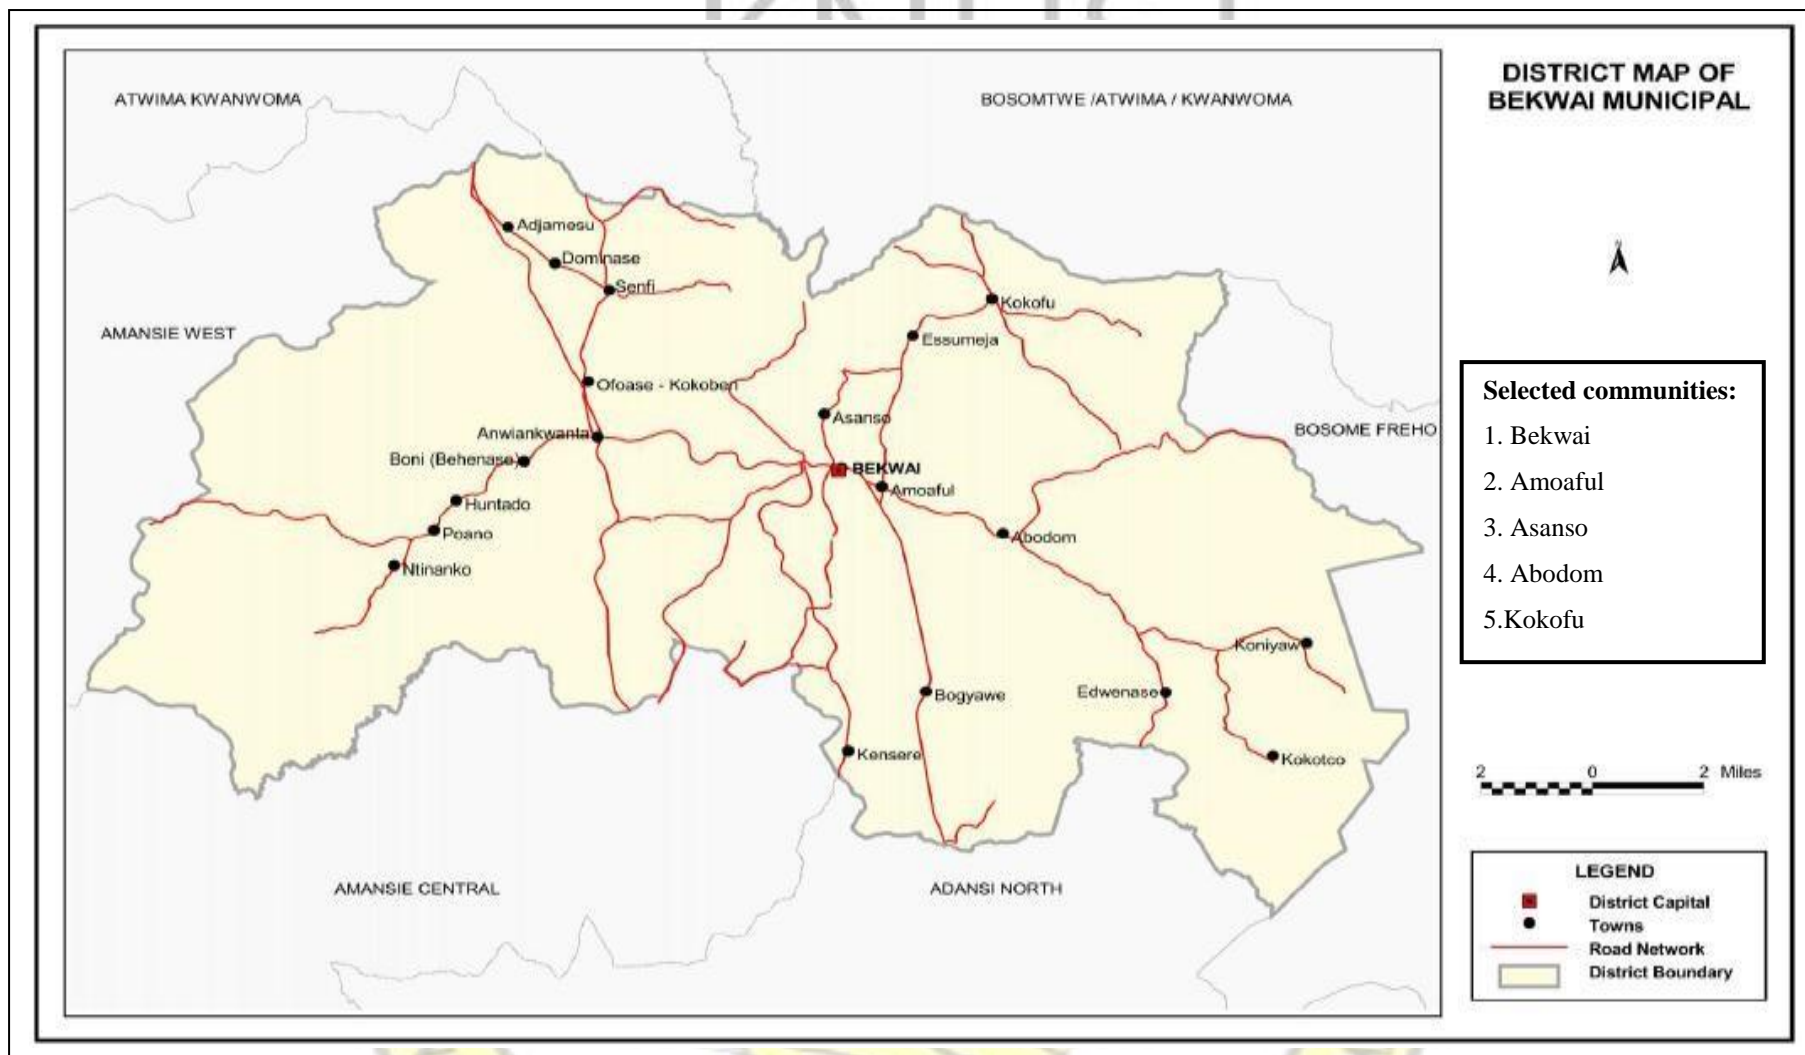 DISTRICT MAP OF
BEKWAI MUNICIPAL
ATWIMA KWANWOMA
BOSOMTWE /ATWIMA / KWANWOMA
Adjamesu
Dominase
Senfi
Kokofu
AMANSIE WEST
Essumeja
Ofoase - Kokoben
Asanso
Anwiankwanta
BOSOME FREHO
Boni (Behenase)
BEKWAI
Amoaful
Huntado
Poano
Abodom
Ntinanko
Koniyaw
Bogyawe
Edwenase
Kensere
Kokotco
AMANSIE CENTRAL
ADANSI NORTH
N
Selected communities:
1. Bekwai
2. Amoaful
3. Asanso
4. Abodom
5.Kokofu
2 0 2 Miles
LEGEND
District Capital
Towns
Road Network
District Boundary